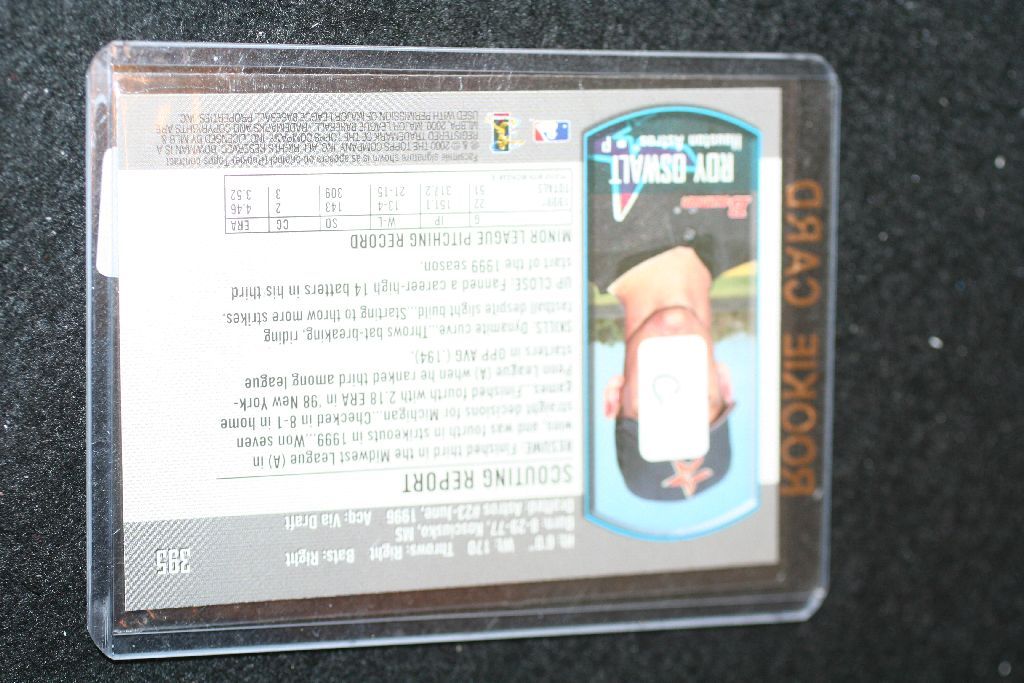 395
Ht. 6'0" Wt. 170 Throws: Right Bats: Right
Born: 8-29-77, Kosciusko, MS
Drafted: Astros #23-June, 1996 Acq: Via Draft
SCOUTING REPORT
RESUME: Finished third in the Midwest League (A) in
wins, and was fourth in strikeouts in 1999...Won seven
straight decisions for Michigan...Checked in 8-1 in home
games. Finished fourth with 2.18 ERA in '98 New York-
Penn League (A) when he ranked third among league
starters in OPP AVG (.194).
SKILLS: Dynamite curve...Throws bat-breaking, riding
fastball despite slight build...Starting to throw more strikes.
UP CLOSE: Fanned a career-high 14 batters in his third
start of the 1999 season.
MINOR LEAGUE PITCHING RECORD
G IP W-L SO CG ERA
1999 22 151.1 13-4 143 2 4.46
TOTALS 51 317.2 21-15 309 3 3.52
C
Bowman
ROY OSWALT
Houston Astros P
ROOKIE CARD